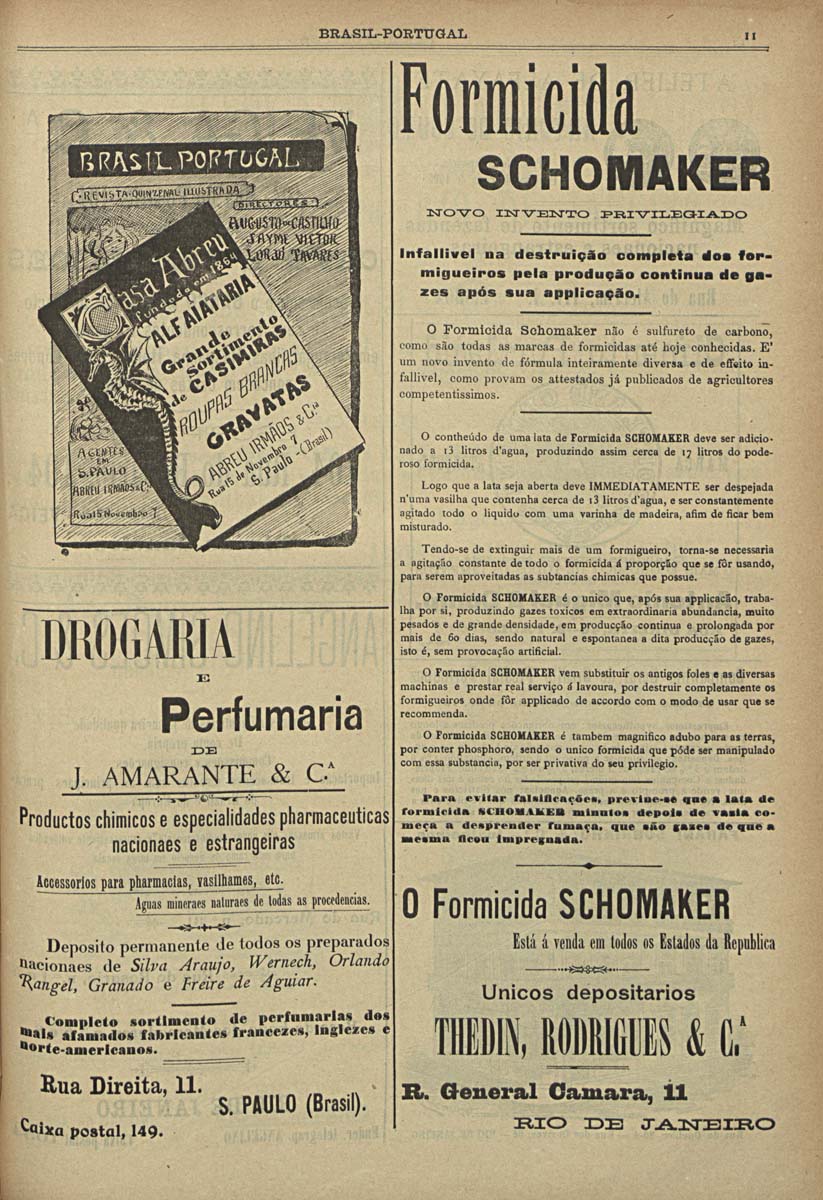 BRASIL-PORTUGAL
11
BRASIL PORTUGAL
REVISTA QUINZENAL ILLUSTRADA
DIRECTORES:
AUGUSTO DE CASTILHO
JAYME VICTOR
LORJÓ TAVARES
AGENTES
EM
S. PAULO
ABREU IRMÃOS & C.
Rua 15 Novembro 7
Casa Abreu
fundada em 1864
ALFAIATARIA
Grande
Sortimento
de CASIMIRAS
ROUPAS BRANCAS
GRAVATAS
ABREU IRMÃOS & Cia
Rua 15 de Novembro 7
S. Paulo - (Brasil)
DROGARIA
E
Perfumaria
DE
J. AMARANTE & C.A
Productos chimicos e especialidades pharmaceuticas
nacionaes e estrangeiras
Accessorios para pharmacias, vasilhames, etc.
Aguas mineraes naturaes de todas as procedencias.
Deposito permanente de todos os preparados
nacionaes de Silva Araujo, Wernech, Orlando
Rangel, Granado e Freire de Aguiar.
Completo sortimento de perfumarias dos
mais afamados fabricantes francezes, inglezes e
norte-americanos.
Rua Direita, 11.
S. PAULO (Brasil).
Caixa postal, 149.
Formicida
SCHOMAKER
NOVO INVENTO PRIVILEGIADO
Infallivel na destruição completa dos for-
migueiros pela produção continua de ga-
zes após sua applicação.
O Formicida Schomaker não é sulfureto de carbono,
como são todas as marcas de formicidas até hoje conhecidas. E'
um novo invento de fórmula inteiramente diversa e de effeito in-
fallivel, como provam os attestados já publicados de agricultores
competentissimos.
O contheúdo de uma lata de Formicida SCHOMAKER deve ser adicio-
nado a 13 litros d'agua, produzindo assim cerca de 17 litros do pode-
roso formicida.
Logo que a lata seja aberta deve IMMEDIATAMENTE ser despejada
n'uma vasilha que contenha cerca de 13 litros d'agua, e ser constantemente
agitado todo o liquido com uma varinha de madeira, afim de ficar bem
misturado.
Tendo-se de extinguir mais de um formigueiro, torna-se necessaria
a agitação constante de todo o formicida á proporção que se fôr usando,
para serem aproveitadas as subtancias chimicas que possue.
O Formicida SCHOMAKER é o unico que, após sua applicação, traba-
lha por si, produzindo gazes toxicos em extraordinaria abundancia, muito
pesados e de grande densidade, em producção continua e prolongada por
mais de 60 dias, sendo natural e espontanea a dita producção de gazes,
isto é, sem provocação artificial.
O Formicida SCHOMAKER vem substituir os antigos foles e as diversas
machinas e prestar real serviço á lavoura, por destruir completamente os
formigueiros onde fôr applicado de accordo com o modo de usar que se
recommenda.
O Formicida SCHOMAKER é tambem magnifico adubo para as terras,
por conter phosphoro, sendo o unico formicida que póde ser manipulado
com essa substancia, por ser privativa do seu privilegio.
Para evitar falsificações, previne-se que a lata de
formicida SCHOMAKER minutos depois de vasia co-
meça a desprender fumaça, que são gazes de que a
mesma ficou impregnada.
O Formicida SCHOMAKER
Está á venda em todos os Estados da Republica
Unicos depositarios
THEDIN, RODRIGUES & C.A
R. General Camara, 11
RIO DE JANEIRO